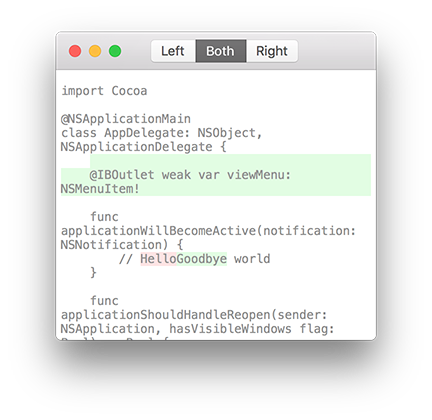 Left Both Right
import Cocoa
@NSApplicationMain
class AppDelegate: NSObject,
NSApplicationDelegate {
@IBOutlet weak var viewMenu:
NSMenuItem!
func
applicationWillBecomeActive(notification:
NSNotification) {
// HelloGoodbye world
}
func
applicationShouldHandleReopen(sender:
NSApplication, hasVisibleWindows flag: